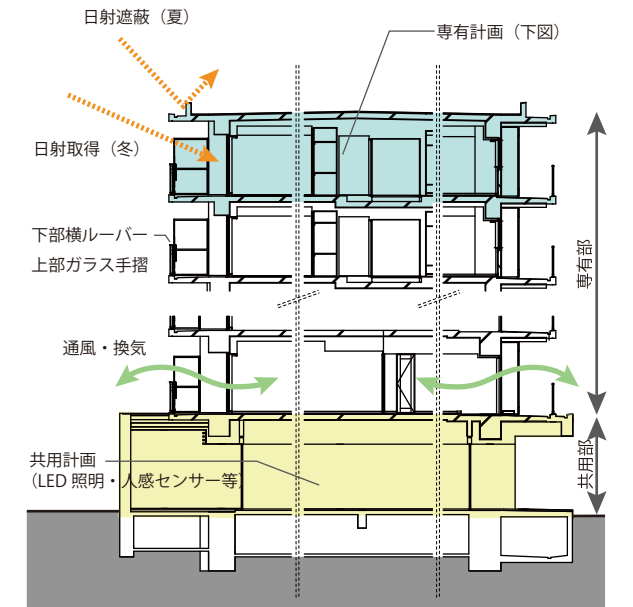 日射遮蔽（夏）
専有計画（下図）
日射取得（冬）
下部横ルーバー
上部ガラス手摺
専有部
通風・換気
共用計画
（LED 照明・人感センサー等）
共用部